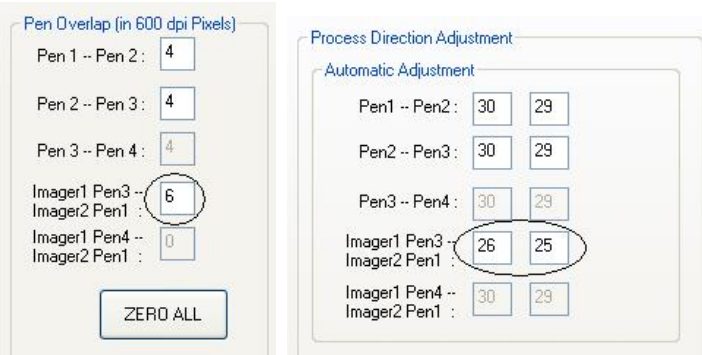 Pen Overlap (in 600 dpi Pixels)
Pen 1 -- Pen 2 : 4
Pen 2 -- Pen 3 : 4
Pen 3 -- Pen 4 : 4
Imager1 Pen3 --
Imager2 Pen1 : 6
Imager1 Pen4 --
Imager2 Pen1 : 0
ZERO ALL
Process Direction Adjustment
Automatic Adjustment
Pen1 -- Pen2 : 30 29
Pen2 -- Pen3 : 30 29
Pen3 -- Pen4 : 30 29
Imager1 Pen3 --
Imager2 Pen1 : 26 25
Imager1 Pen4 --
Imager2 Pen1 : 30 29